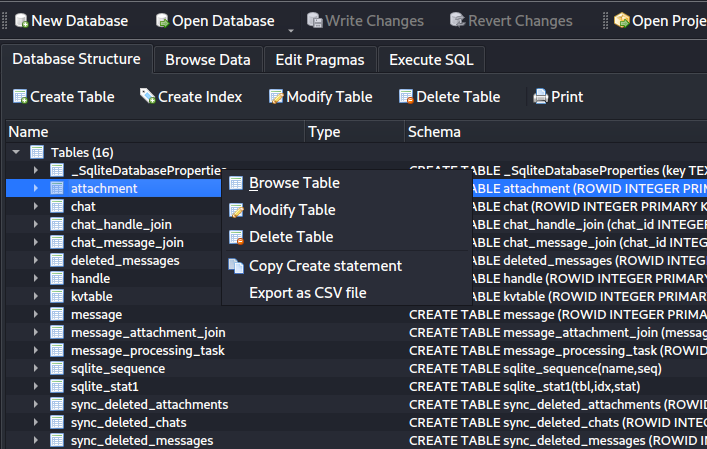 New Database Open Database Write Changes Revert Changes Open Proje
Database Structure Browse Data Edit Pragmas Execute SQL
Create Table Create Index Modify Table Delete Table Print
Name Type Schema
Tables (16)
_SqliteDatabaseProperties CREATE TABLE _SqliteDatabaseProperties (key TEX
attachment TABLE attachment (ROWID INTEGER PRIM
chat TABLE chat (ROWID INTEGER PRIMARY K
chat_handle_join TABLE chat_handle_join (chat_id INTEGER
chat_message_join TABLE chat_message_join (chat_id INTEG
deleted_messages TABLE deleted_messages (ROWID INTEG
handle TABLE handle (ROWID INTEGER PRIMARY
kvtable TABLE kvtable (ROWID INTEGER PRIMARY
message CREATE TABLE message (ROWID INTEGER PRIMAR
message_attachment_join CREATE TABLE message_attachment_join (messa
message_processing_task CREATE TABLE message_processing_task (ROWID
sqlite_sequence CREATE TABLE sqlite_sequence(name,seq)
sqlite_stat1 CREATE TABLE sqlite_stat1(tbl,idx,stat)
sync_deleted_attachments CREATE TABLE sync_deleted_attachments (ROWID
sync_deleted_chats CREATE TABLE sync_deleted_chats (ROWID INTEG
sync_deleted_messages CREATE TABLE sync_deleted_messages (ROWID IN
Browse Table
Modify Table
Delete Table
Copy Create statement
Export as CSV file